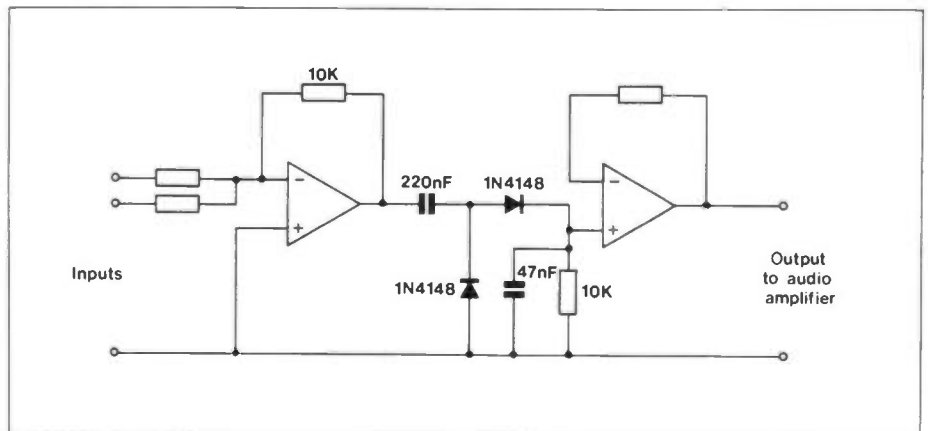 10K
220nF
1N4148
-
+
-
+
Inputs
1N4148
47nF
10K
Output
to audio
amplifier